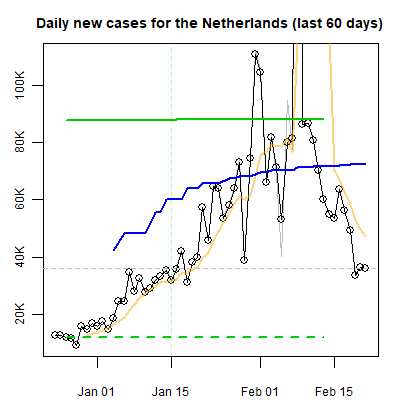 Daily new cases for the Netherlands (last 60 days)
100K
80K
60K
40K
20K
Jan 01 Jan 15 Feb 01 Feb 15